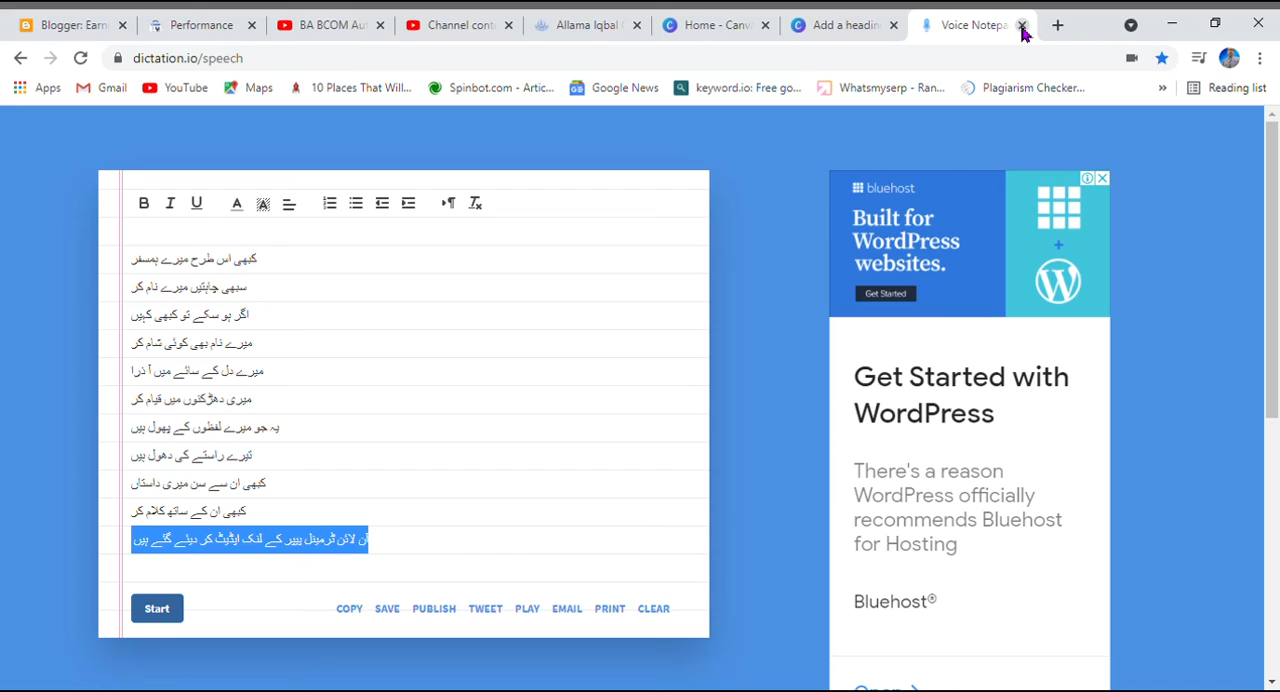 Blogger: Earn
Performance
BA BCOM Au
Channel cont
Allama Iqbal
Home - Canv
Add a headin
Voice Notepa
dictation.io/speech
Apps
Gmail
YouTube
Maps
10 Places That Will...
Spinbot.com - Artic...
Google News
keyword.io: Free go...
Whatsmyserp - Ran...
Plagiarism Checker...
»
Reading list
B I U A A
کبھی اس طرح میرے ہمسفر
سبھی چاہتیں میرے نام کر
اگر ہو سکے تو کبھی کہیں
میرے نام بھی کوئی شام کر
میرے دل کے سائے میں آ ذرا
میری دھڑکنوں میں قیام کر
یہ جو میرے لفظوں کے پھول ہیں
تیرے راستے کی دھول ہیں
کبھی ان سے سن میری داستاں
کبھی ان کے ساتھ کلام کر
آن لائن ٹرمینل پیپر کے لنک اپڈیٹ کر دیئے گئے ہیں
Start
COPY
SAVE
PUBLISH
TWEET
PLAY
EMAIL
PRINT
CLEAR
bluehost
Built for
WordPress
websites.
Get Started
Get Started with
WordPress
There's a reason
WordPress officially
recommends Bluehost
for Hosting
Bluehost®